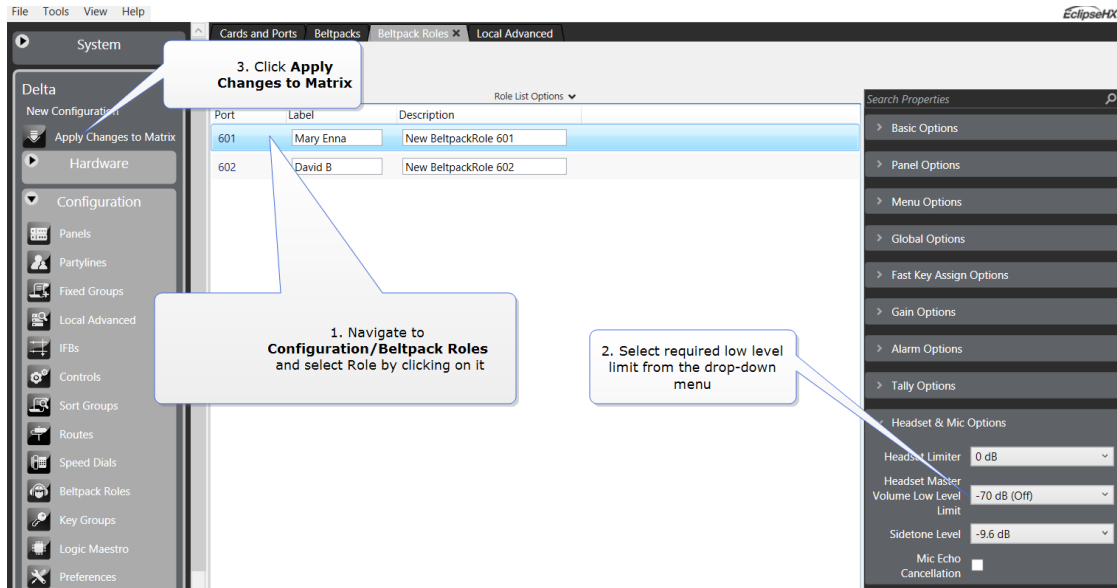 File Tools View Help
EclipseHX
System
Cards and Ports Beltpacks Beltpack Roles Local Advanced
3. Click Apply
Changes to Matrix
Delta
New Configuration
Apply Changes to Matrix
Hardware
Configuration
Panels
Partylines
Fixed Groups
Local Advanced
IFBs
Controls
Sort Groups
Routes
Speed Dials
Beltpack Roles
Key Groups
Logic Maestro
Preferences
Role List Options
Port Label Description
601 Mary Enna New BeltpackRole 601
602 David B New BeltpackRole 602
1. Navigate to
Configuration/Beltpack Roles
and select Role by clicking on it
2. Select required low level
limit from the drop-down
menu
Search Properties
Basic Options
Panel Options
Menu Options
Global Options
Fast Key Assign Options
Gain Options
Alarm Options
Tally Options
Headset & Mic Options
Headset Limiter 0 dB
Headset Master
Volume Low Level -70 dB (Off)
Limit
Sidetone Level -9.6 dB
Mic Echo
Cancellation